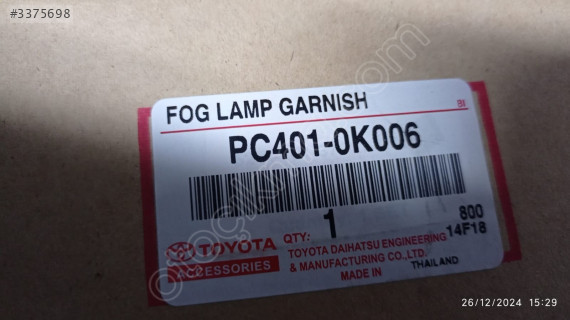 #3375698
FOG LAMP GARNISH
PC401-0K006
QTY: 1 800
14F18
TOYOTA
ACCESSORIES
TOYOTA DAIHATSU ENGINEERING
& MANUFACTURING CO.,LTD.
MADE IN THAILAND
26/12/2024 15:29